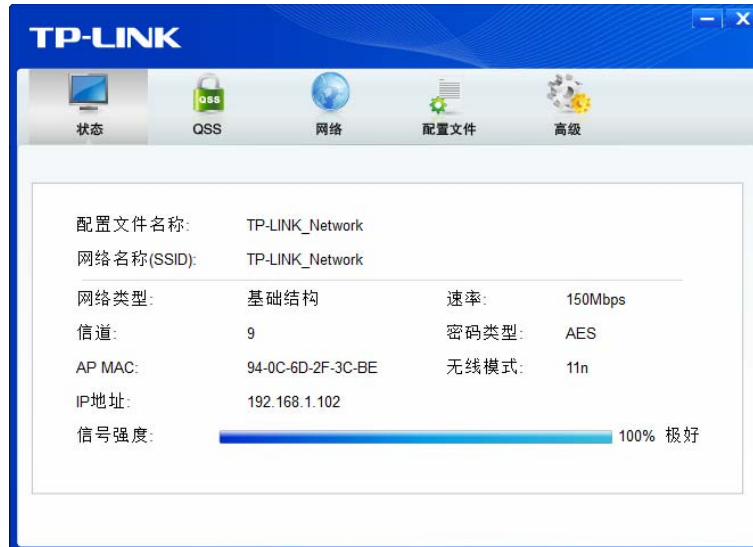 TP-LINK
QSS
状态 QSS 网络 配置文件 高级
配置文件名称: TP-LINK_Network
网络名称(SSID): TP-LINK_Network
网络类型: 基础结构 速率: 150Mbps
信道: 9 密码类型: AES
AP MAC: 94-0C-6D-2F-3C-BE 无线模式: 11n
IP地址: 192.168.1.102
信号强度: 100% 极好